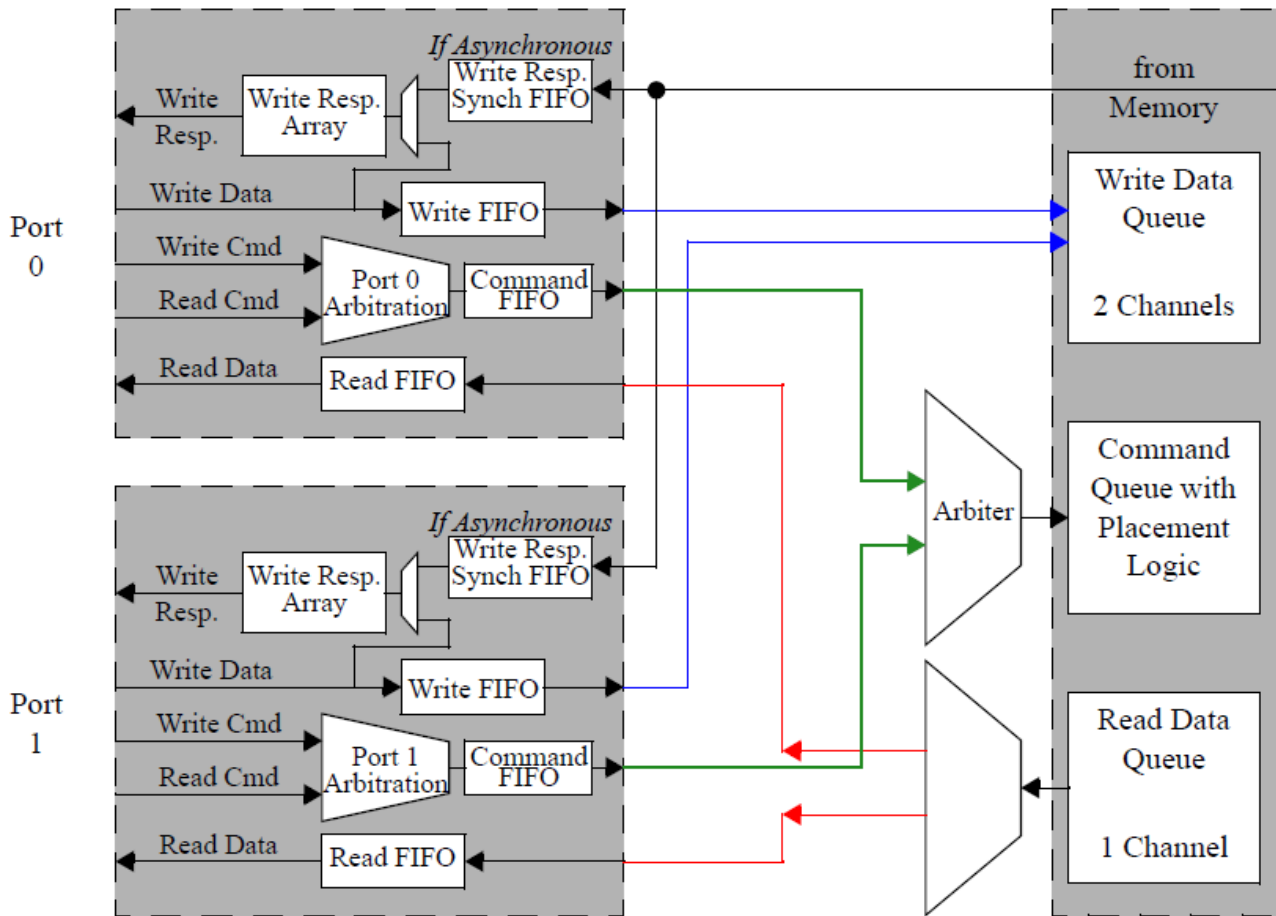 If Asynchronous
Write
Resp.
Write Resp.
Array
Write Resp.
Synch FIFO
Write Data
Write FIFO
Port
0
Write Cmd
Read Cmd
Port 0
Arbitration
Command
FIFO
Read Data
Read FIFO
If Asynchronous
Write
Resp.
Write Resp.
Array
Write Resp.
Synch FIFO
Write Data
Write FIFO
Port
1
Write Cmd
Read Cmd
Port 1
Arbitration
Command
FIFO
Read Data
Read FIFO
Arbiter
from
Memory
Write Data
Queue
2 Channels
Command
Queue with
Placement
Logic
Read Data
Queue
1 Channel